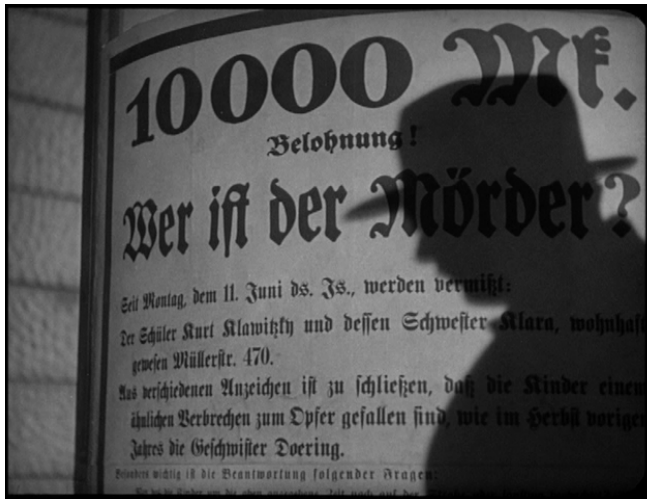 10000 Mk.
Belohnung!
Wer ist der Mörder?
Seit Montag, dem 11. Juni ds. Js., werden vermißt:
Der Schüler Kurt Klawitzky und dessen Schwester Klara, wohnhaft
gewesen Müllerstr. 470.
Aus verschiedenen Anzeichen ist zu schließen, daß die Kinder einem
ähnlichen Verbrechen zum Opfer gefallen sind, wie im Herbst vorigen
Jahres die Geschwister Doering.
Besonders wichtig ist die Beantwortung folgender Fragen: